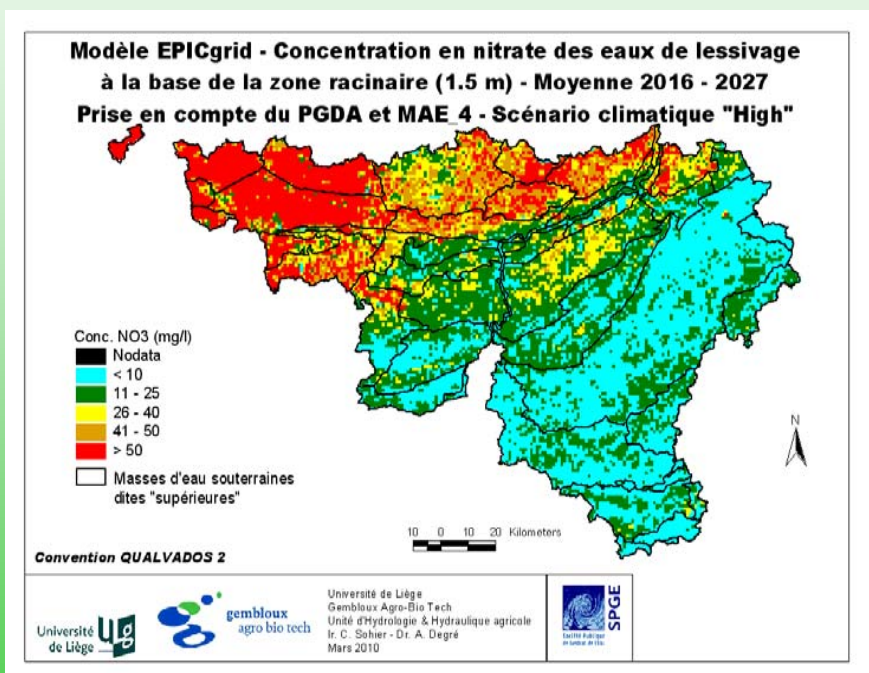 Modèle EPICgrid - Concentration en nitrate des eaux de lessivage
à la base de la zone racinaire (1.5 m) - Moyenne 2016 - 2027
Prise en compte du PGDA et MAE_4 - Scénario climatique "High"
Conc. NO3 (mg/l)
Nodata
< 10
11 - 25
26 - 40
41 - 50
> 50
Masses d'eau souterraines
dites "supérieures"
N
10 0 10 20 Kilometers
Convention QUALVADOS 2
Université
de Liège
ULg
gembloux
agro bio tech
Université de Liège
Gembloux Agro-Bio Tech
Unité d'Hydrologie & Hydraulique agricole
Ir. C. Sohier - Dr. A. Degré
Mars 2010
SPGE